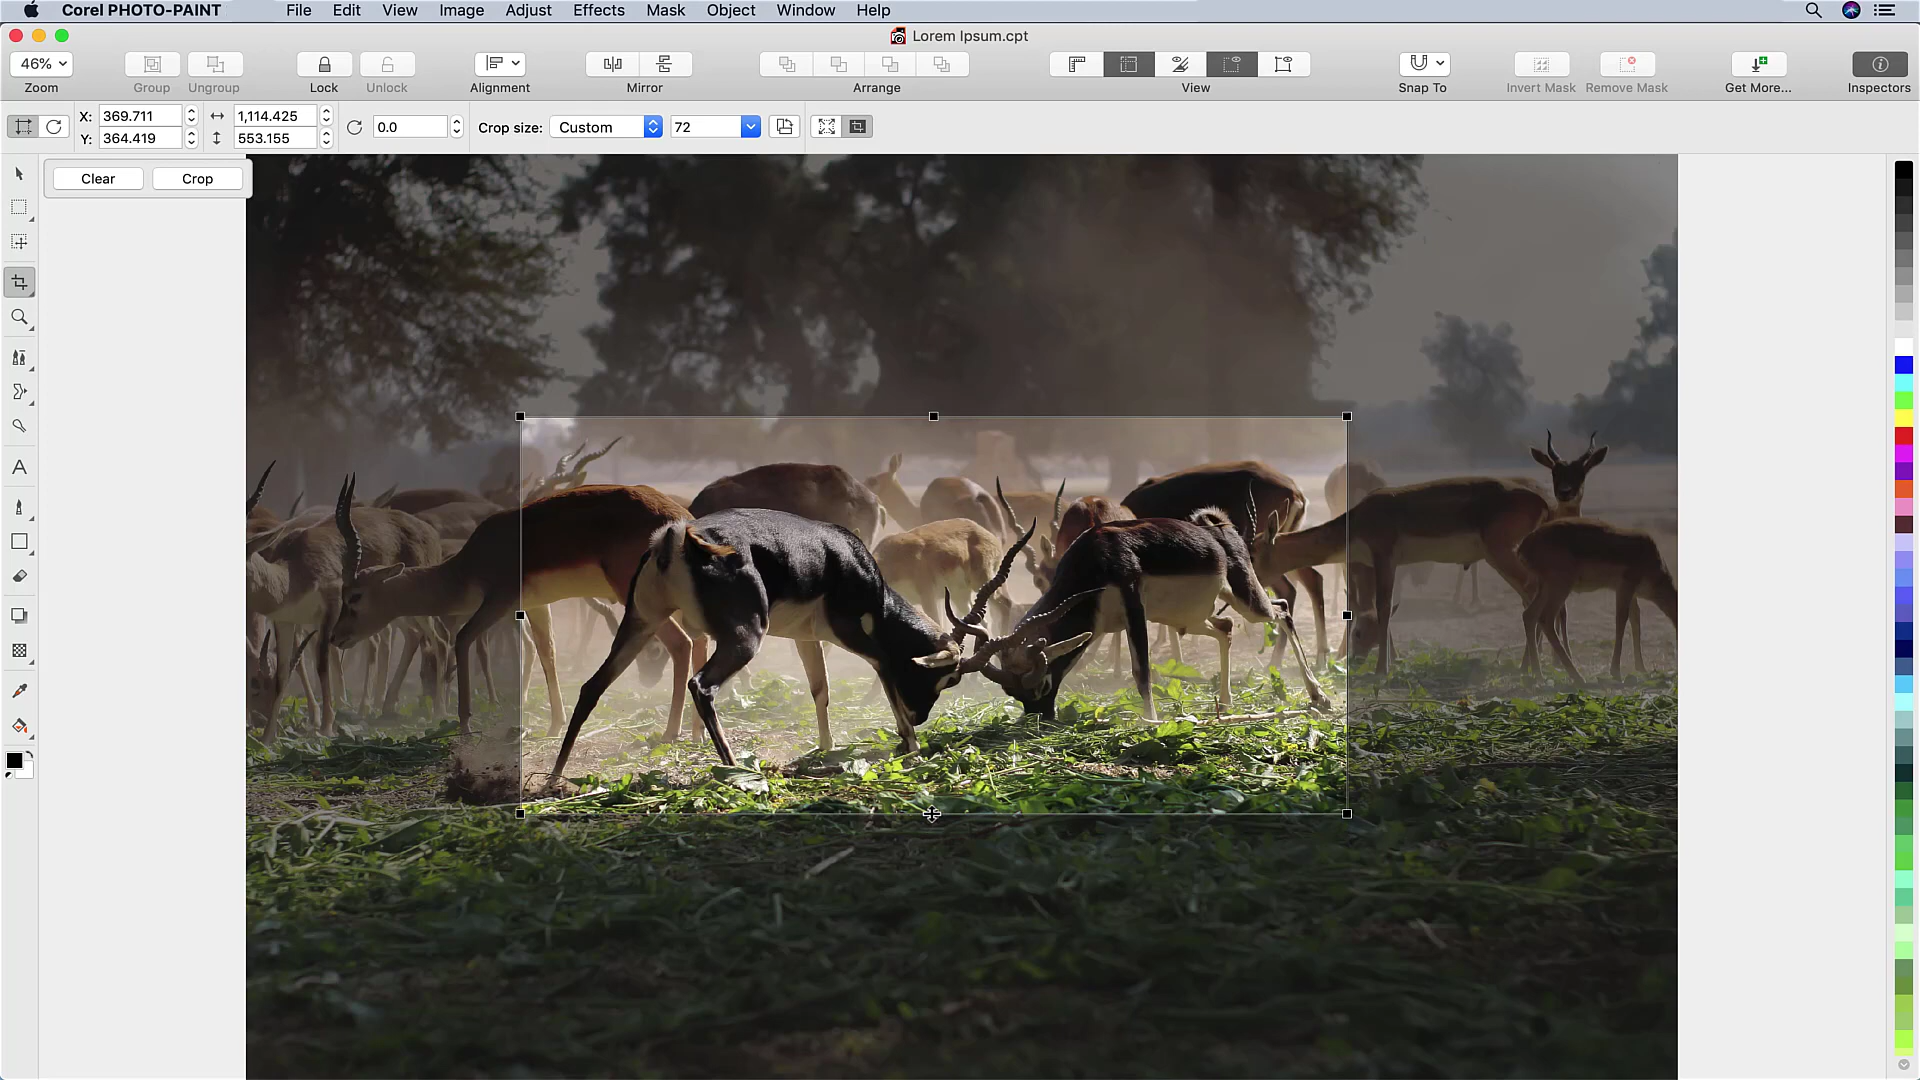 Corel PHOTO-PAINT File Edit View Image Adjust Effects Mask Object Window Help
Lorem Ipsum.cpt
46%
Zoom Group Ungroup Lock Unlock Alignment Mirror Arrange View Snap To Invert Mask Remove Mask Get More... Inspectors
X: 369.711 1,114.425
Y: 364.419 553.155
0.0 Crop size: Custom 72
Clear Crop
A